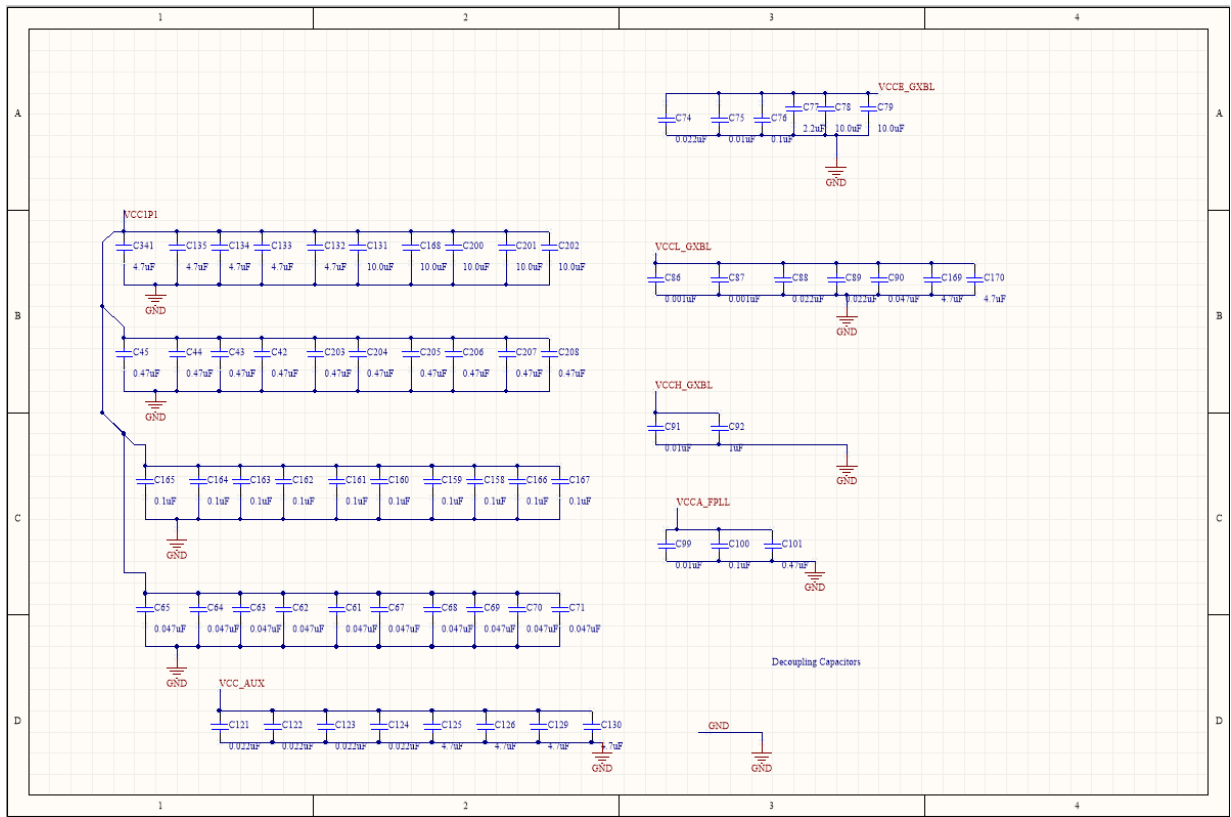 1 2 3 4
A A
VCCE_GXBL
C74 C75 C76 C77 C78 C79
0.022uF 0.01uF 0.1uF 2.2uF 10.0uF 10.0uF
GND
VCC1P1
C341 C135 C134 C133 C132 C131 C168 C200 C201 C202
4.7uF 4.7uF 4.7uF 4.7uF 4.7uF 10.0uF 10.0uF 10.0uF 10.0uF 10.0uF
GND
VCCL_GXBL
C86 C87 C88 C89 C90 C169 C170
0.001uF 0.001uF 0.022uF 0.022uF 0.047uF 4.7uF 4.7uF
GND
B B
C45 C44 C43 C42 C203 C204 C205 C206 C207 C208
0.47uF 0.47uF 0.47uF 0.47uF 0.47uF 0.47uF 0.47uF 0.47uF 0.47uF 0.47uF
GND
VCCH_GXBL
C91 C92
0.01uF 1uF
GND
C165 C164 C163 C162 C161 C160 C159 C158 C166 C167
0.1uF 0.1uF 0.1uF 0.1uF 0.1uF 0.1uF 0.1uF 0.1uF 0.1uF 0.1uF
GND
C C
VCCA_FPLL
C99 C100 C101
0.01uF 0.1uF 0.47uF
GND
C65 C64 C63 C62 C61 C67 C68 C69 C70 C71
0.047uF 0.047uF 0.047uF 0.047uF 0.047uF 0.047uF 0.047uF 0.047uF 0.047uF 0.047uF
GND
Decoupling Capacitors
VCC_AUX
C121 C122 C123 C124 C125 C126 C129 C130
0.022uF 0.022uF 0.022uF 0.022uF 4.7uF 4.7uF 4.7uF 4.7uF
GND
D D
GND
GND
1 2 3 4